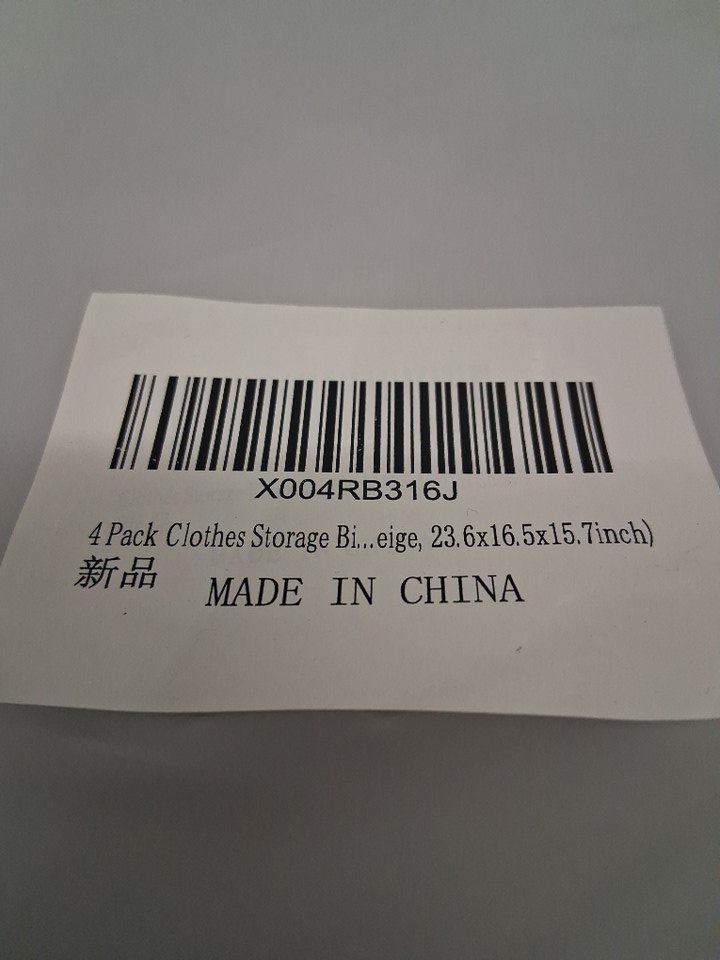 X004RB316J
4 Pack Clothes Storage Bi...eige, 23.6x16.5x15.7inch)
新品
MADE IN CHINA